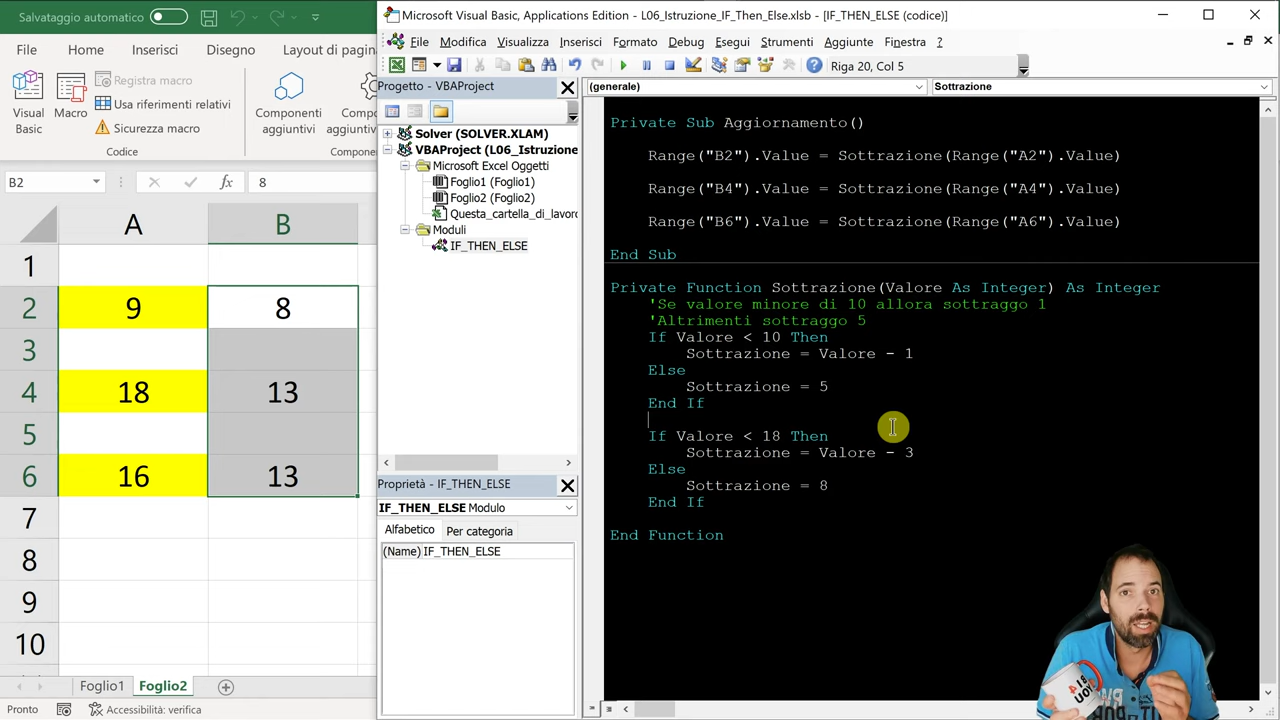 Salvataggio automatico
Microsoft Visual Basic, Applications Edition - L06_Istruzione_IF_Then_Else.xlsb - [IF_THEN_ELSE (codice)]
File Home Inserisci Disegno Layout di pagin
File Modifica Visualizza Inserisci Formato Debug Esegui Strumenti Aggiunte Finestra ?
Riga 20, Col 5
Visual Basic
Macro
Registra macro
Usa riferimenti relativi
Sicurezza macro
Componenti aggiuntivi
Compo
aggiuntivi
Codice
Compone
Progetto - VBAProject
(generale)
Sottrazione
Solver (SOLVER.XLAM)
VBAProject (L06_Istruzione
Microsoft Excel Oggetti
Foglio1 (Foglio1)
Foglio2 (Foglio2)
Questa_cartella_di_lavoro
Moduli
IF_THEN_ELSE
B2
fx
8
A B
1
2 9 8
3
4 18 13
5
6 16 13
7
8
9
10
Proprietà - IF_THEN_ELSE
IF_THEN_ELSE Modulo
Alfabetico Per categoria
(Name) IF_THEN_ELSE
Private Sub Aggiornamento()
Range("B2").Value = Sottrazione(Range("A2").Value)
Range("B4").Value = Sottrazione(Range("A4").Value)
Range("B6").Value = Sottrazione(Range("A6").Value)
End Sub
Private Function Sottrazione(Valore As Integer) As Integer
'Se valore minore di 10 allora sottraggo 1
'Altrimenti sottraggo 5
If Valore < 10 Then
Sottrazione = Valore - 1
Else
Sottrazione = 5
End If
If Valore < 18 Then
Sottrazione = Valore - 3
Else
Sottrazione = 8
End If
End Function
Foglio1 Foglio2
Pronto
Accessibilità: verifica